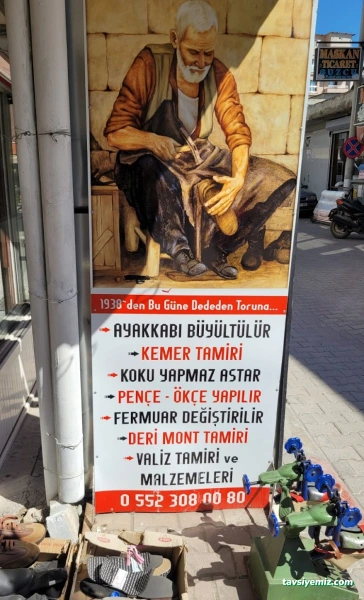 MASKAN
TİCARET
1938'den Bu Güne Dededen Toruna...
AYAKKABI BÜYÜLTÜLÜR
KEMER TAMİRİ
KOKU YAPMAZ ASTAR
PENÇE - ÖKÇE YAPILIR
FERMUAR DEĞİŞTİRİLİR
DERİ MONT TAMİRİ
VALİZ TAMİRİ ve
MALZEMELERİ
0 552 308 00 80
tavsiyemiz.com